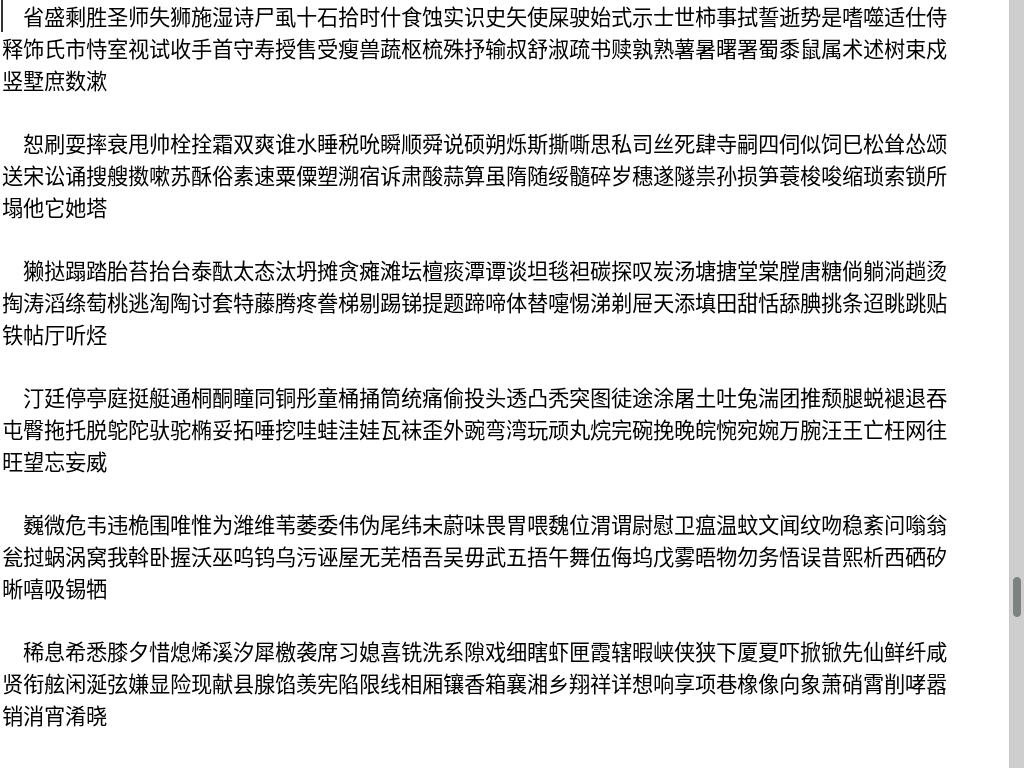 省盛剩胜圣师失狮施湿诗尸虱十石拾时什食蚀实识史矢使屎驶始式示士世柿事拭誓逝势是嗜噬适仕侍
释饰氏市恃室视试收手首守寿授售受瘦兽蔬枢梳殊抒输叔舒淑疏书赎孰熟薯暑曙署蜀黍鼠属术述树束戍
竖墅庶数漱
恕刷耍摔衰甩帅栓拴霜双爽谁水睡税吮瞬顺舜说硕朔烁斯撕嘶思私司丝死肆寺嗣四伺似饲巳松耸怂颂
送宋讼诵搜艘擞嗽苏酥俗素速粟僳塑溯宿诉肃酸蒜算虽隋随绥髓碎岁穗遂隧祟孙损笋蓑梭唆缩琐索锁所
塌他它她塔
獭挞蹋踏胎苔抬台泰酞太态汰坍摊贪瘫滩坛檀痰潭谭谈坦毯袒碳探叹炭汤塘搪堂棠膛唐糖倘躺淌趟烫
掏涛滔绦萄桃逃淘陶讨套特藤腾疼誊梯剔踢锑提题蹄啼体替嚏惕涕剃屉天添填田甜恬舔腆挑条迢眺跳贴
铁帖厅听烃
汀廷停亭庭挺艇通桐酮瞳同铜彤童桶捅筒统痛偷投头透凸秃突图徒途涂屠土吐兔湍团推颓腿蜕褪退吞
屯臀拖托脱鸵陀驮驼椭妥拓唾挖哇蛙洼娃瓦袜歪外豌弯湾玩顽丸烷完碗挽晚皖惋宛婉万腕汪王亡枉网往
旺望忘妄威
巍微危韦违桅围唯惟为潍维苇萎委伟伪尾纬未蔚味畏胃喂魏位渭谓尉慰卫瘟温蚊文闻纹吻稳紊问嗡翁
瓮挝蜗涡窝我斡卧握沃巫呜钨乌污诬屋无芜梧吾吴毋武五捂午舞伍侮坞戊雾晤物勿务悟误昔熙析西硒矽
晰嘻吸锡牺
稀息希悉膝夕惜熄烯溪汐犀檄袭席习媳喜铣洗系隙戏细瞎虾匣霞辖暇峡侠狭下厦夏吓掀锨先仙鲜纤咸
贤衔舷闲涎弦嫌显险现献县腺馅羡宪陷限线相厢镶香箱襄湘乡翔祥详想响享项巷橡像向象萧硝霄削哮嚣
销消宵淆晓